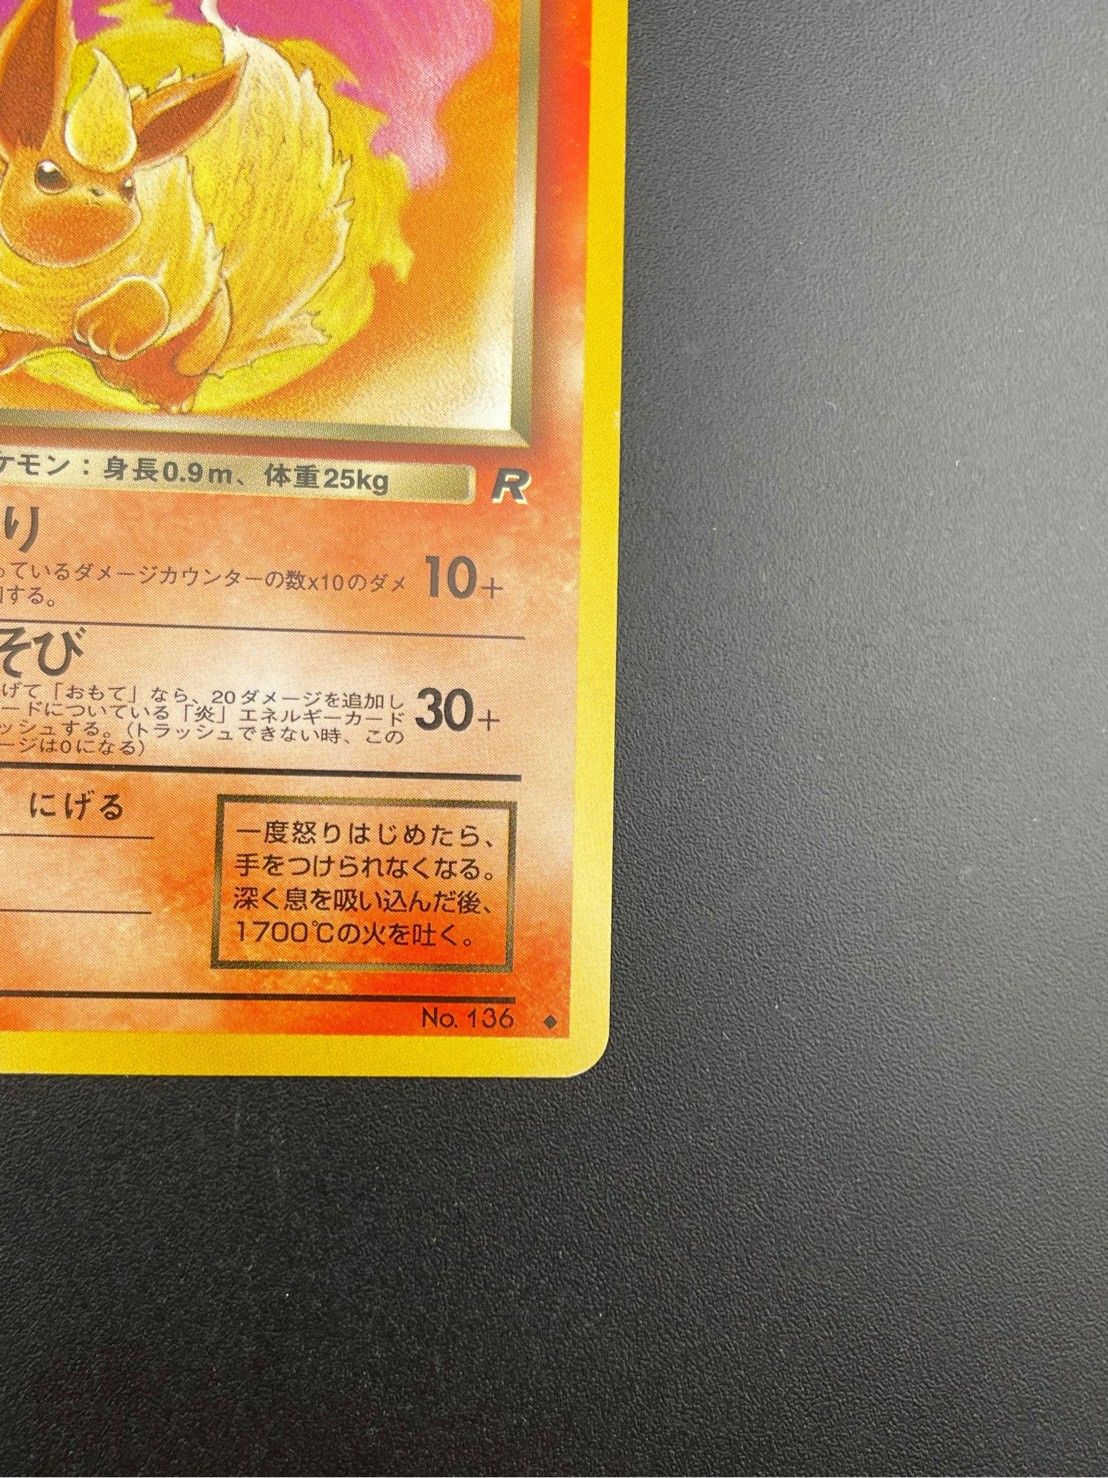 ケモン：身長0.9m、体重25kg
R
り
っているダメージカウンターの数x10のダメ
する。
10+
そび
げて「おもて」なら、20ダメージを追加し
ードについている「炎」エネルギーカード
ッシュする。（トラッシュできない時、この
ージは0になる）
30+
にげる
一度怒りはじめたら、
手をつけられなくなる。
深く息を吸い込んだ後、
1700℃の火を吐く。
No. 136 ◆